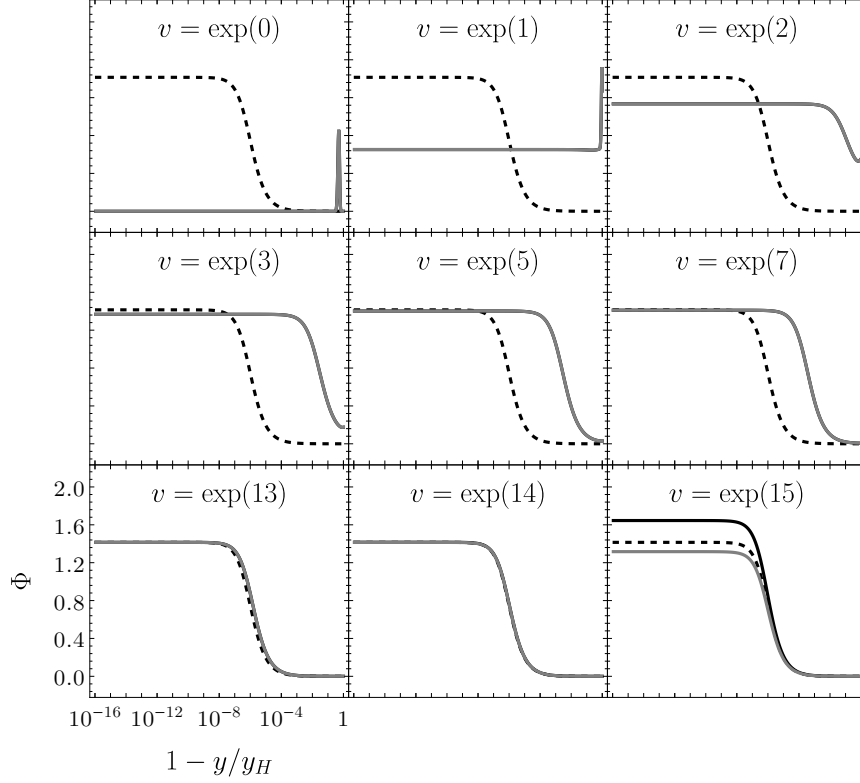 v = exp(0)
v = exp(1)
v = exp(2)
v = exp(3)
v = exp(5)
v = exp(7)
v = exp(13)
v = exp(14)
v = exp(15)
2.0
1.6
1.2
0.8
0.4
0.0
Φ
10⁻¹⁶ 10⁻¹² 10⁻⁸ 10⁻⁴ 1
1 − y/y_H